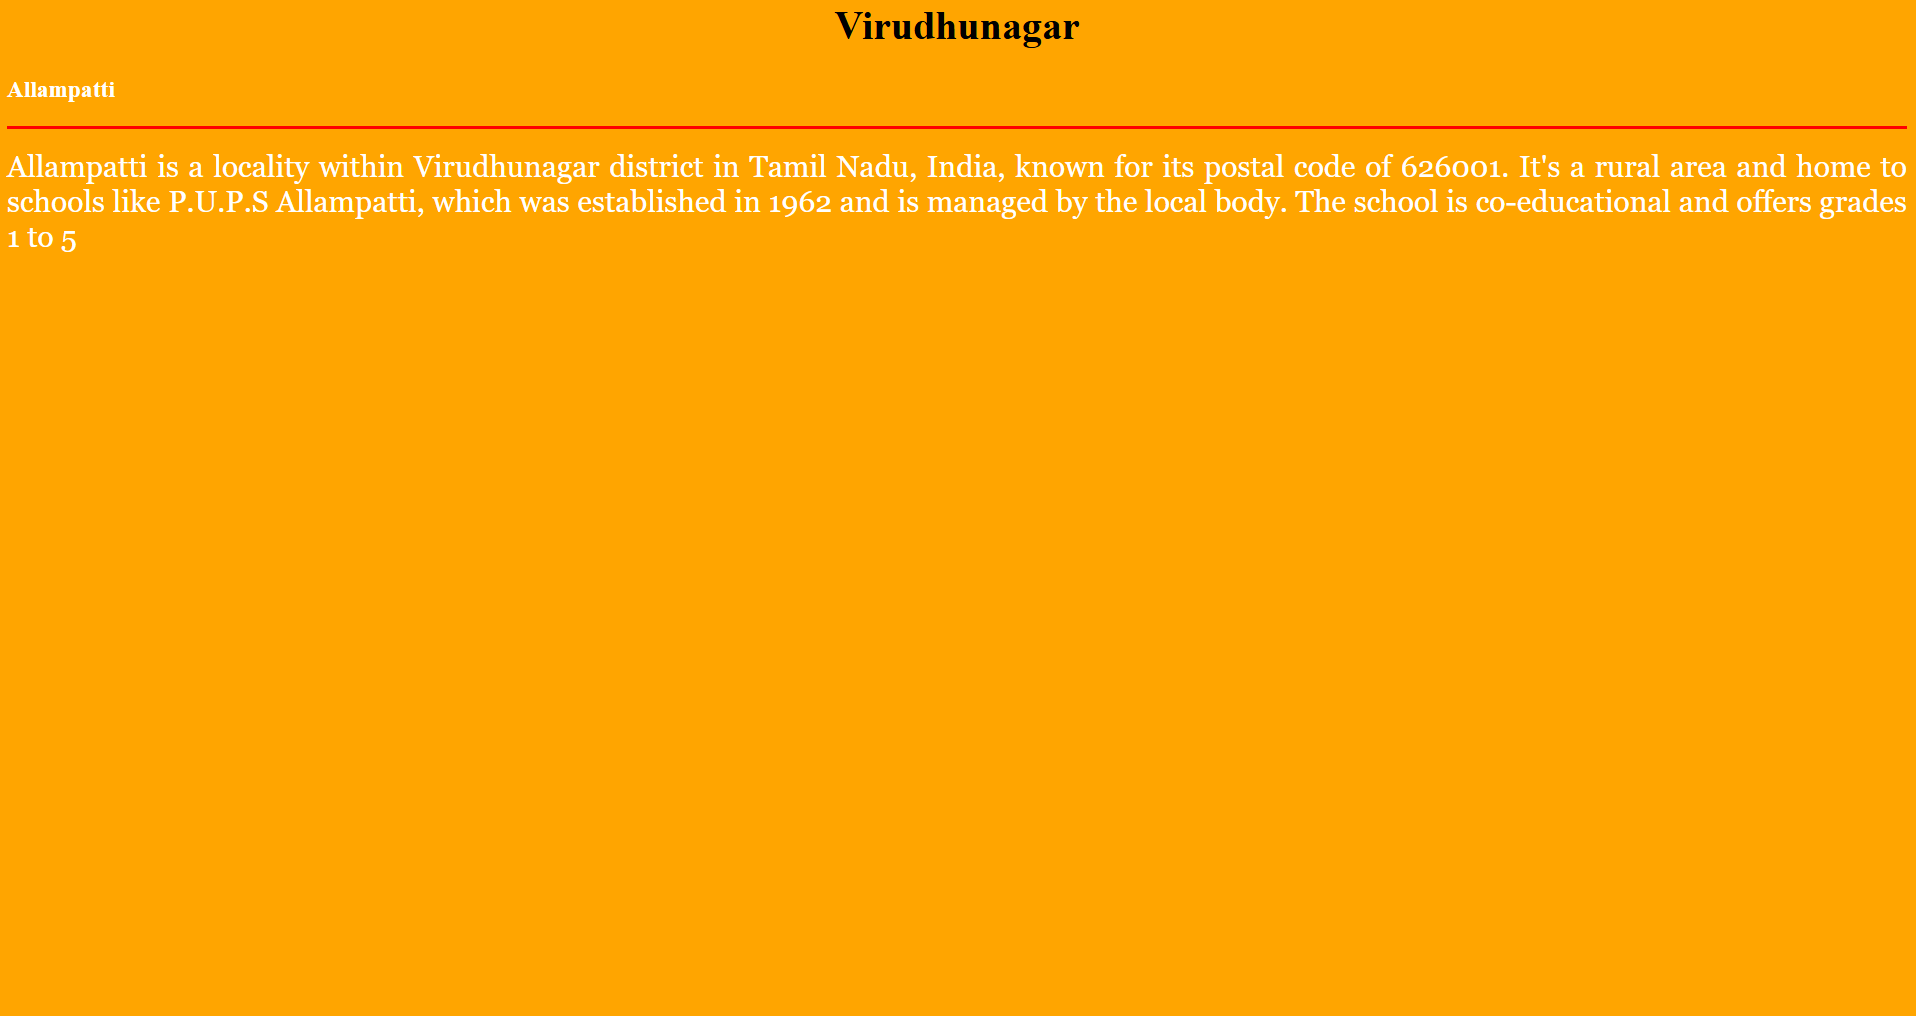 Virudhunagar
Allampatti
Allampatti is a locality within Virudhunagar district in Tamil Nadu, India, known for its postal code of 626001. It's a rural area and home to
schools like P.U.P.S Allampatti, which was established in 1962 and is managed by the local body. The school is co-educational and offers grades
1 to 5